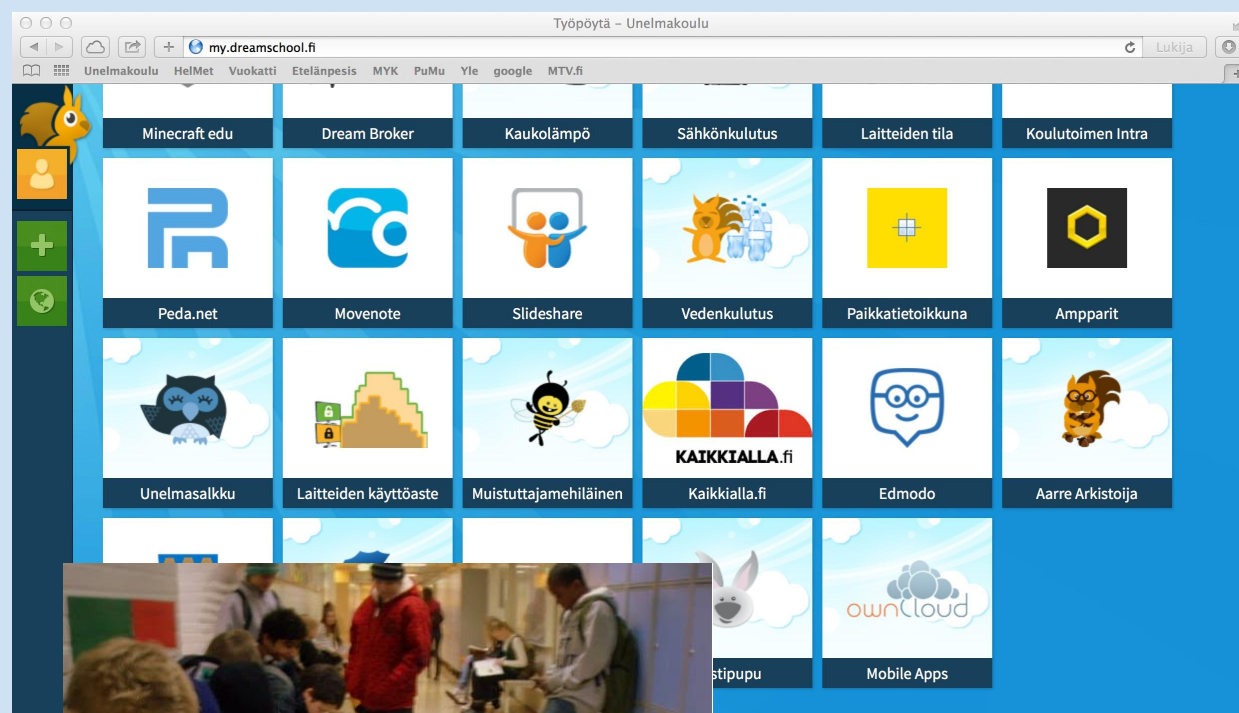 Työpöytä – Unelmakoulu
my.dreamschool.fi
Lukija
Unelmakoulu HelMet Vuokatti Etelänpesis MYK PuMu Yle google MTV.fi
Minecraft edu Dream Broker Kaukolämpö Sähkönkulutus Laitteiden tila Koulutoimen Intra
Peda.net Movenote Slideshare Vedenkulutus Paikkatietoikkuna Ampparit
KAIKKIALLA.fi
Unelmasalkku Laitteiden käyttöaste Muistuttajamehiläinen Kaikkialla.fi Edmodo Aarre Arkistoija
ownCloud
stipupu Mobile Apps